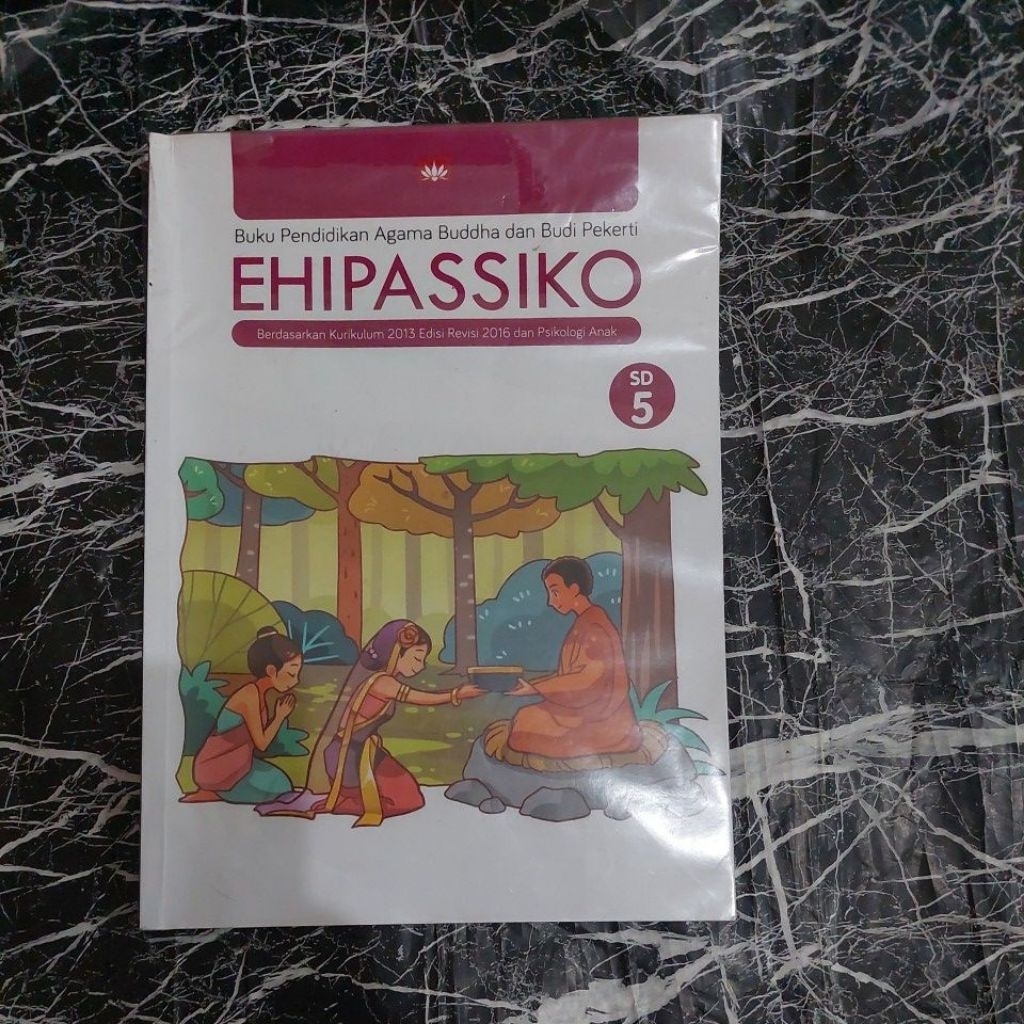 Buku Pendidikan Agama Buddha dan Budi Pekerti
EHIPASSIKO
Berdasarkan Kurikulum 2013 Edisi Revisi 2016 dan Psikologi Anak
SD
5